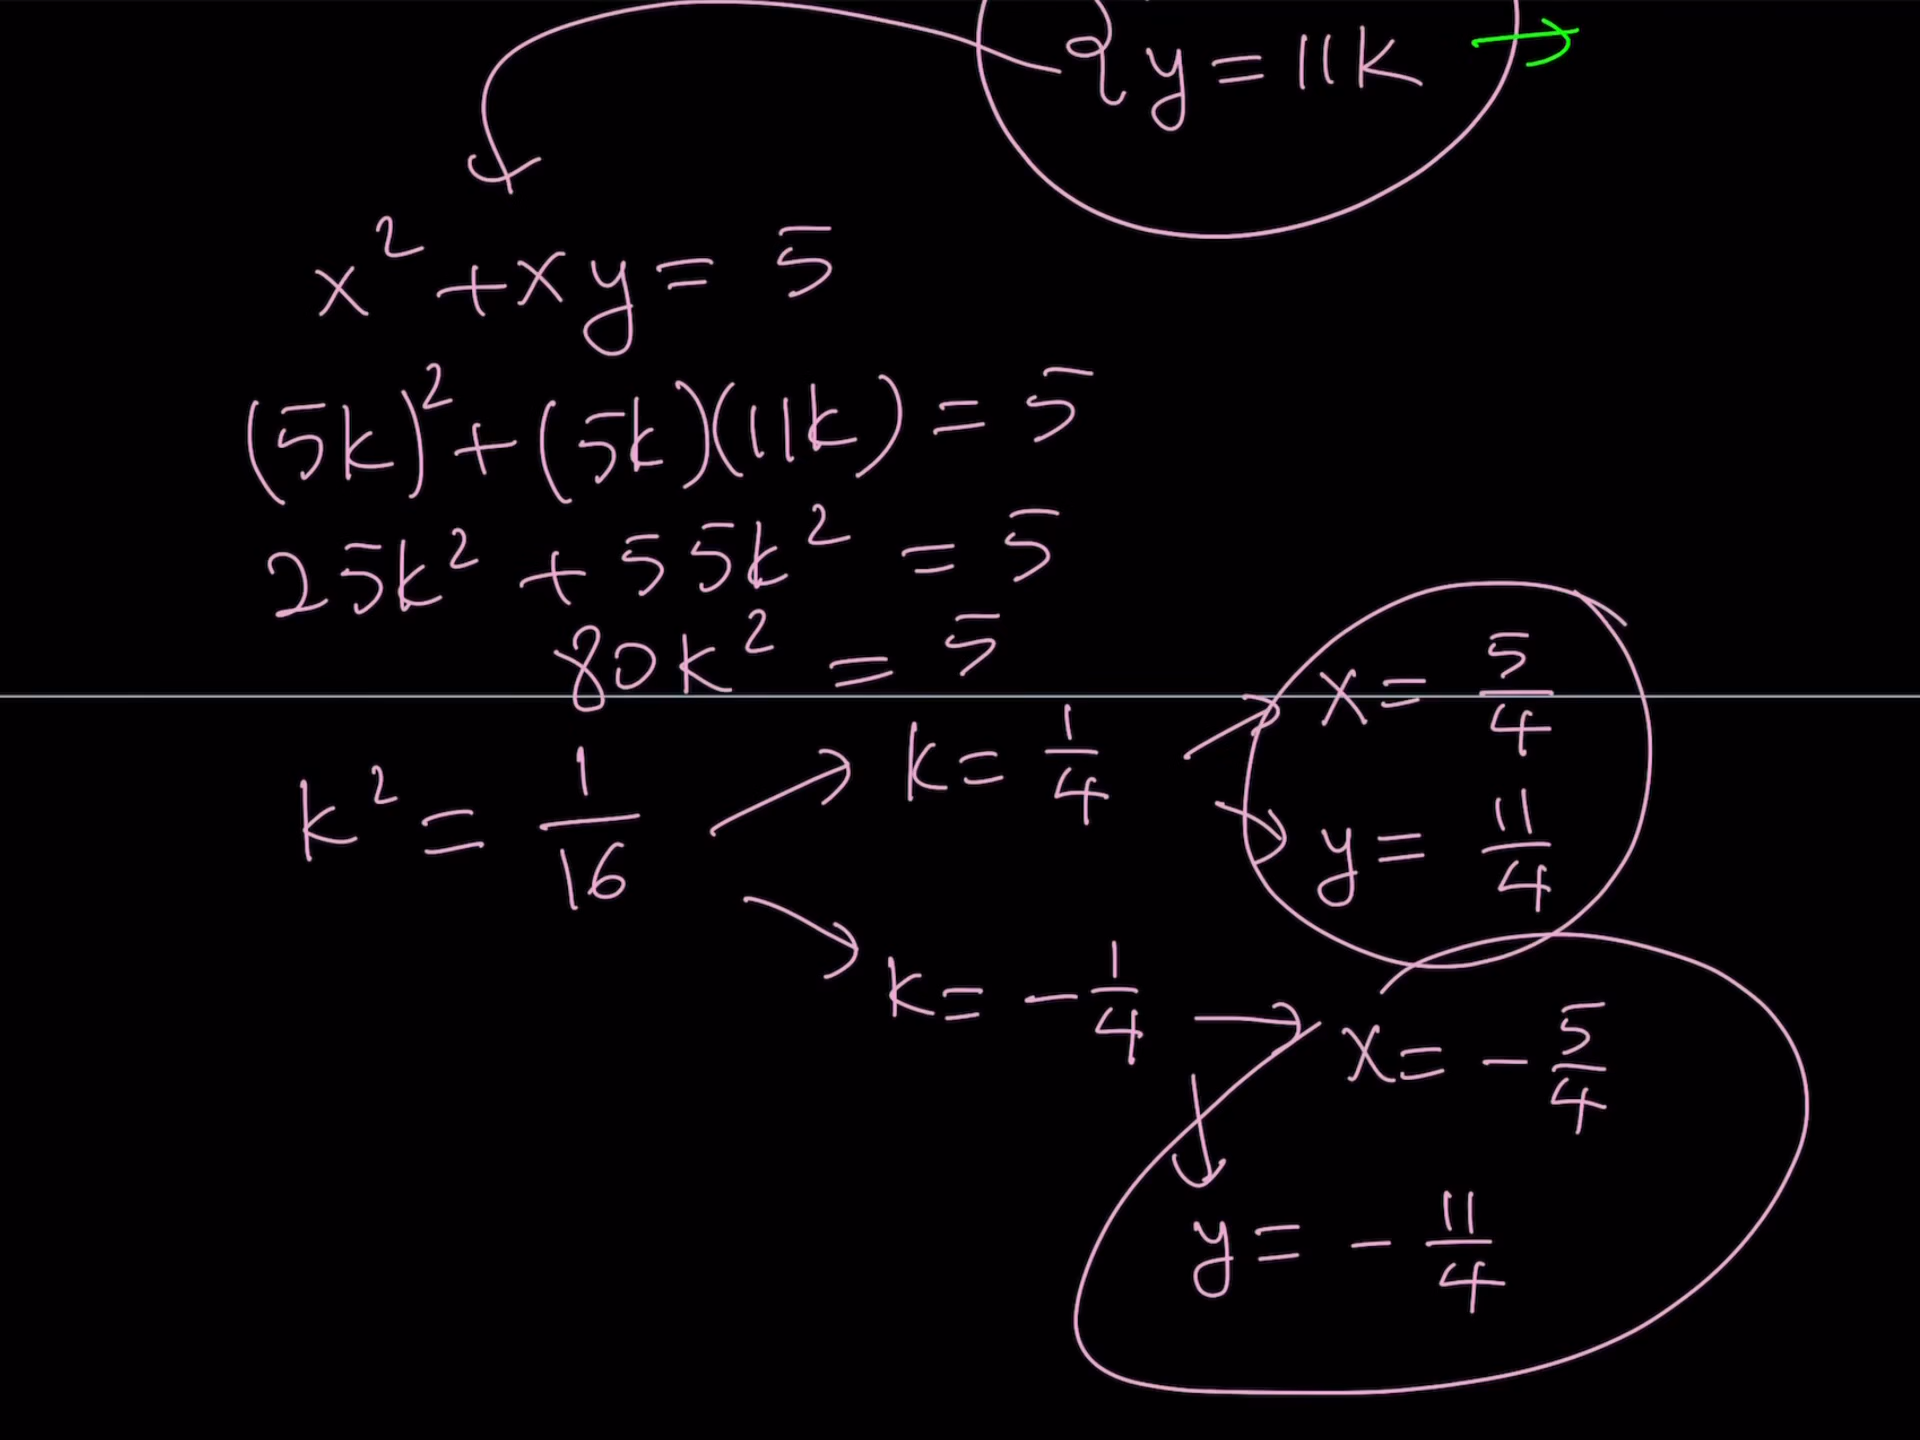 y = 11k
x² + xy = 5
(5k)² + (5k)(11k) = 5
25k² + 55k² = 5
80k² = 5
k² = 1/16
k = 1/4
x = 5/4
y = 11/4
k = -1/4
x = -5/4
y = -11/4